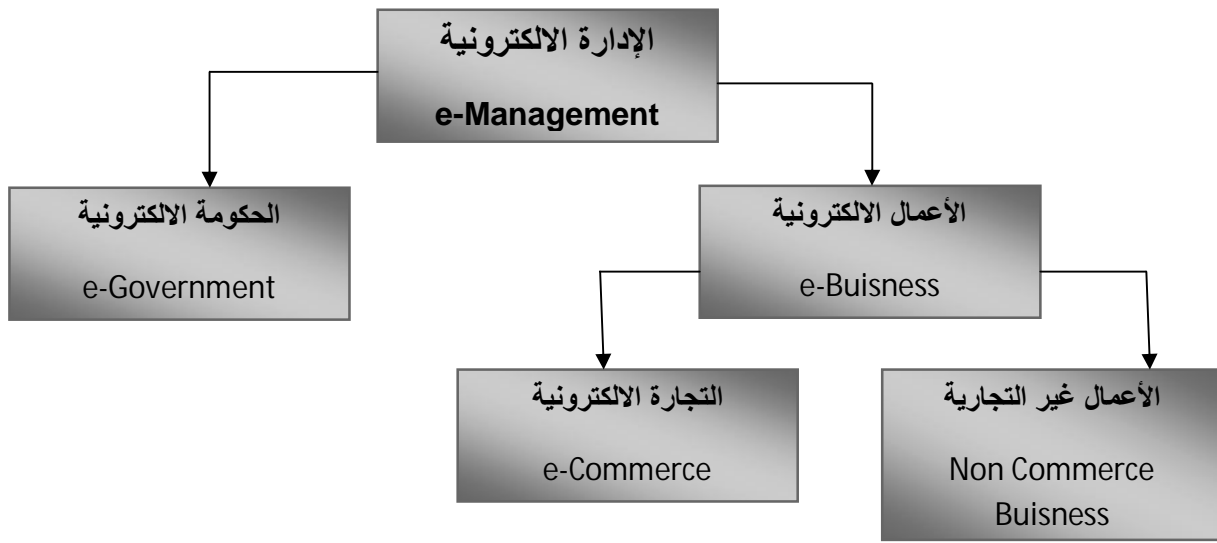 الإدارة الالكترونية
e-Management
الحكومة الالكترونية
e-Government
الأعمال الالكترونية
e-Buisness
التجارة الالكترونية
e-Commerce
الأعمال غير التجارية
Non Commerce
Buisness